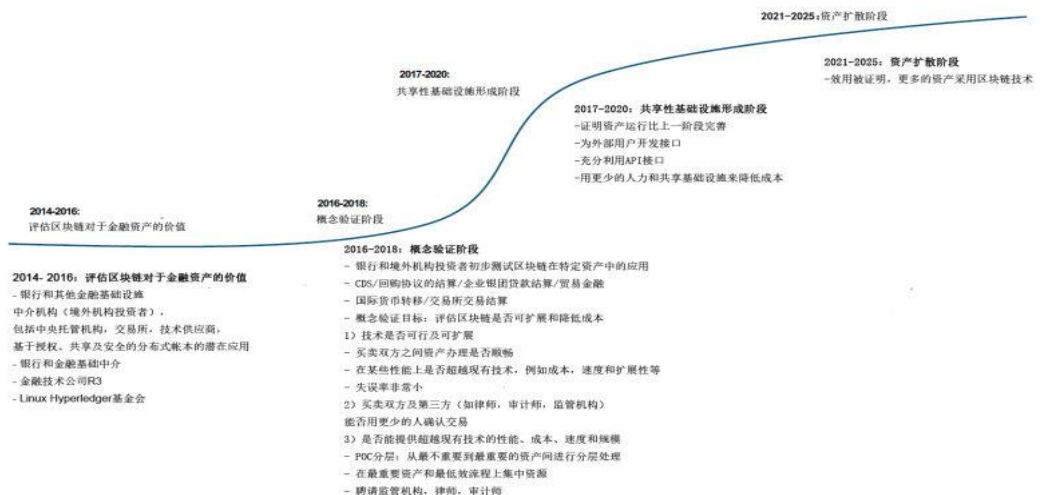 2021-2025:资产扩散阶段
2021-2025: 资产扩散阶段
-效用被证明，更多的资产采用区块链技术
2017-2020:
共享性基础设施形成阶段
2017-2020: 共享性基础设施形成阶段
-证明资产运行比上一阶段完善
-为外部用户开发接口
-充分利用API接口
-用更少的人力和共享基础设施来降低成本
2014-2016:
评估区块链对于金融资产的价值
2016-2018:
概念验证阶段
2014- 2016: 评估区块链对于金融资产的价值
- 银行和其他金融基础设施
中介机构（境外机构投资者），
包括中央托管机构，交易所，技术供应商，
基于授权、共享及安全的分布式帐本的潜在应用
- 银行和金融基础中介
- 金融技术公司R3
- Linux Hyperledger基金会
2016-2018: 概念验证阶段
- 银行和境外机构投资者初步测试区块链在特定资产中的应用
- CDS/回购协议的结算/企业银团贷款结算/贸易金融
- 国际货币转移/交易所交易结算
- 概念验证目标: 评估区块链是否可扩展和降低成本
1）技术是否可行及可扩展
- 买卖双方之间资产办理是否顺畅
- 在某些性能上是否超越现有技术，例如成本，速度和扩展性等
- 失误率非常小
2）买卖双方及第三方（如律师，审计师，监管机构）
能否用更少的人确认交易
3）是否能提供超越现有技术的性能、成本、速度和规模
- POC分层: 从最不重要到最重要的资产间进行分层处理
- 在最重要资产和最低效流程上集中资源
- 聘请监管机构，律师，审计师